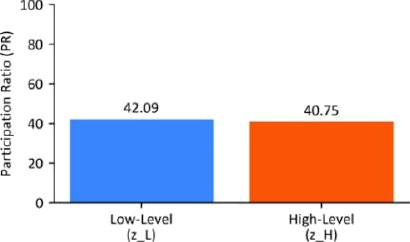 Participation Ratio (PR)
100
80
60
40
20
0
42.09
40.75
Low-Level
(z_L)
High-Level
(z_H)